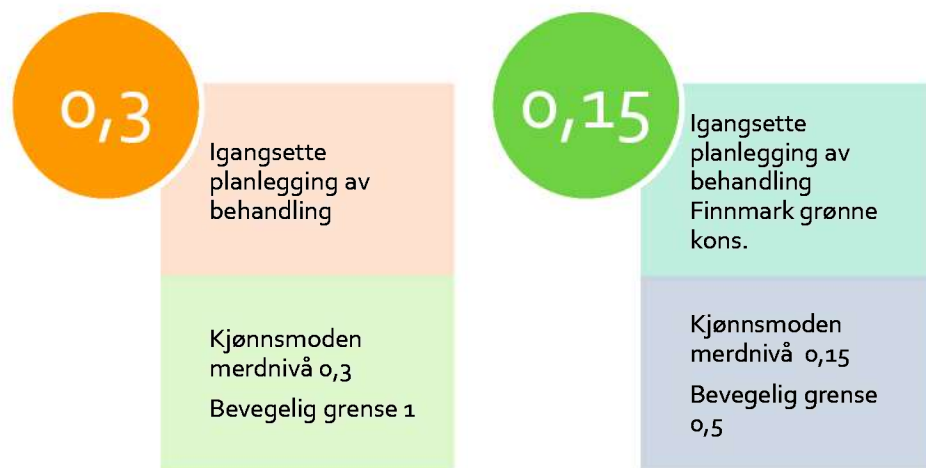 0,3
Igangsette
planlegging av
behandling
Kjønnsmoden
merdnivå 0,3
Bevegelig grense 1
0,15
Igangsette
planlegging av
behandling
Finnmark grønne
kons.
Kjønnsmoden
merdnivå 0,15
Bevegelig grense
0,5